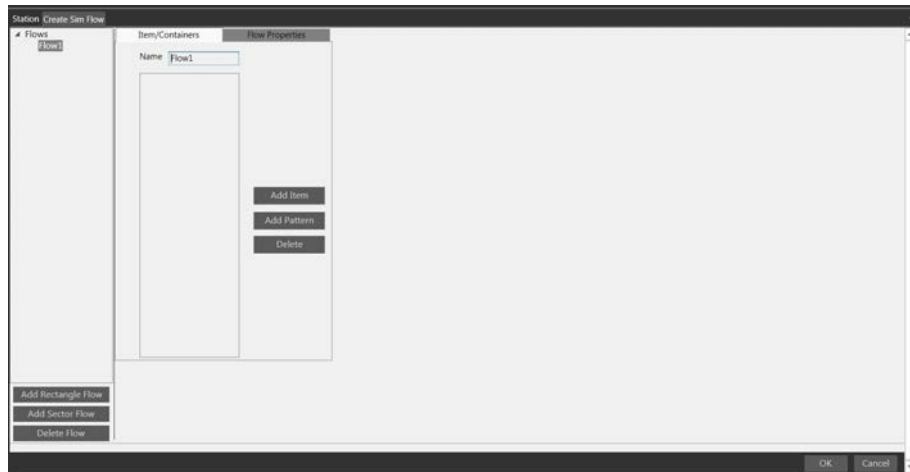 Station Create Sim Flow
Flows
Flow1
Item/Containers Flow Properties
Name Flow1
Add Item
Add Pattern
Delete
Add Rectangle Flow
Add Sector Flow
Delete Flow
OK Cancel